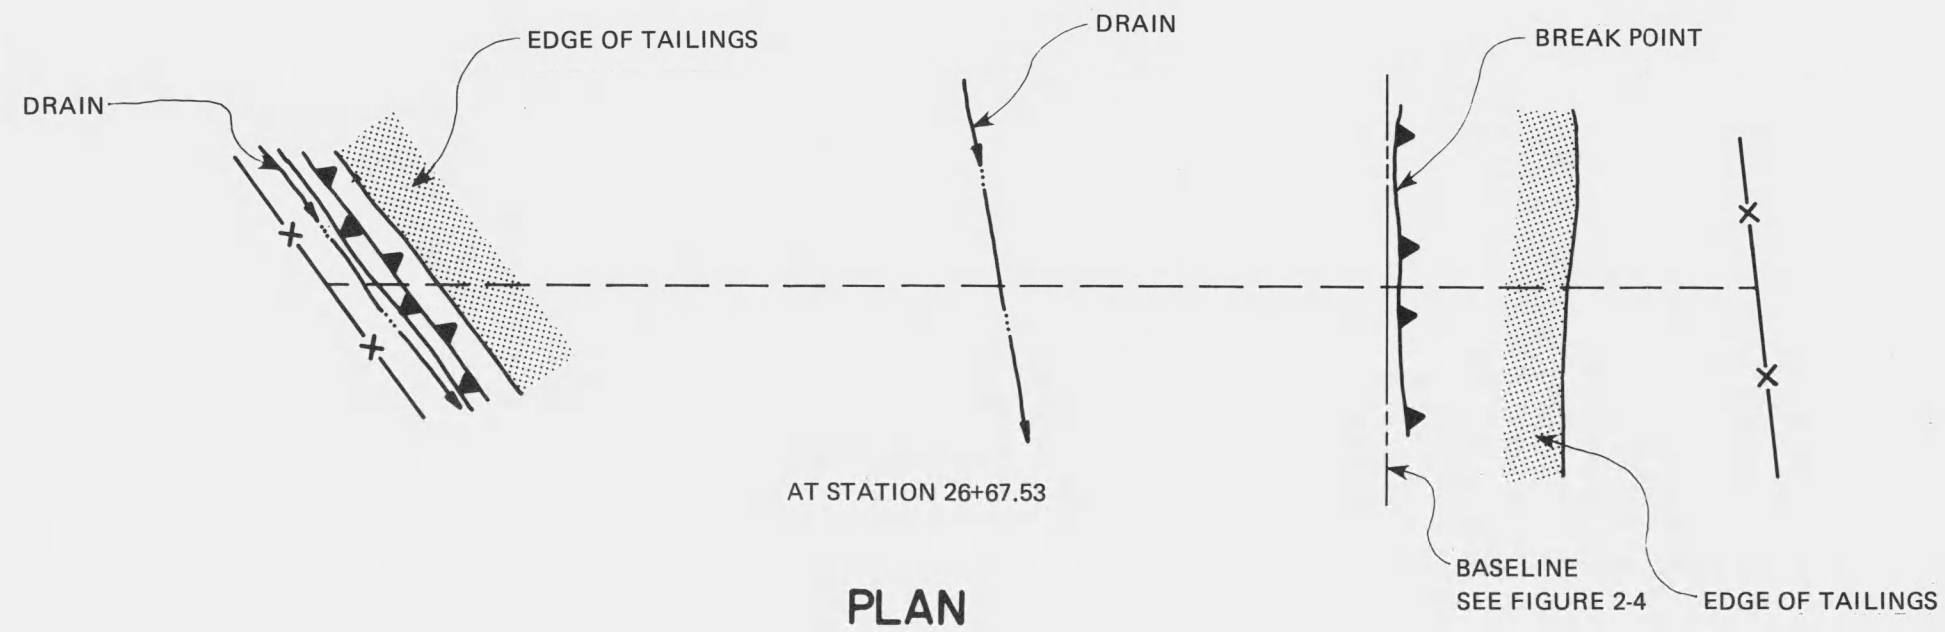 DRAIN
EDGE OF TAILINGS
DRAIN
BREAK POINT
AT STATION 26+67.53
BASELINE
SEE FIGURE 2-4
EDGE OF TAILINGS
PLAN